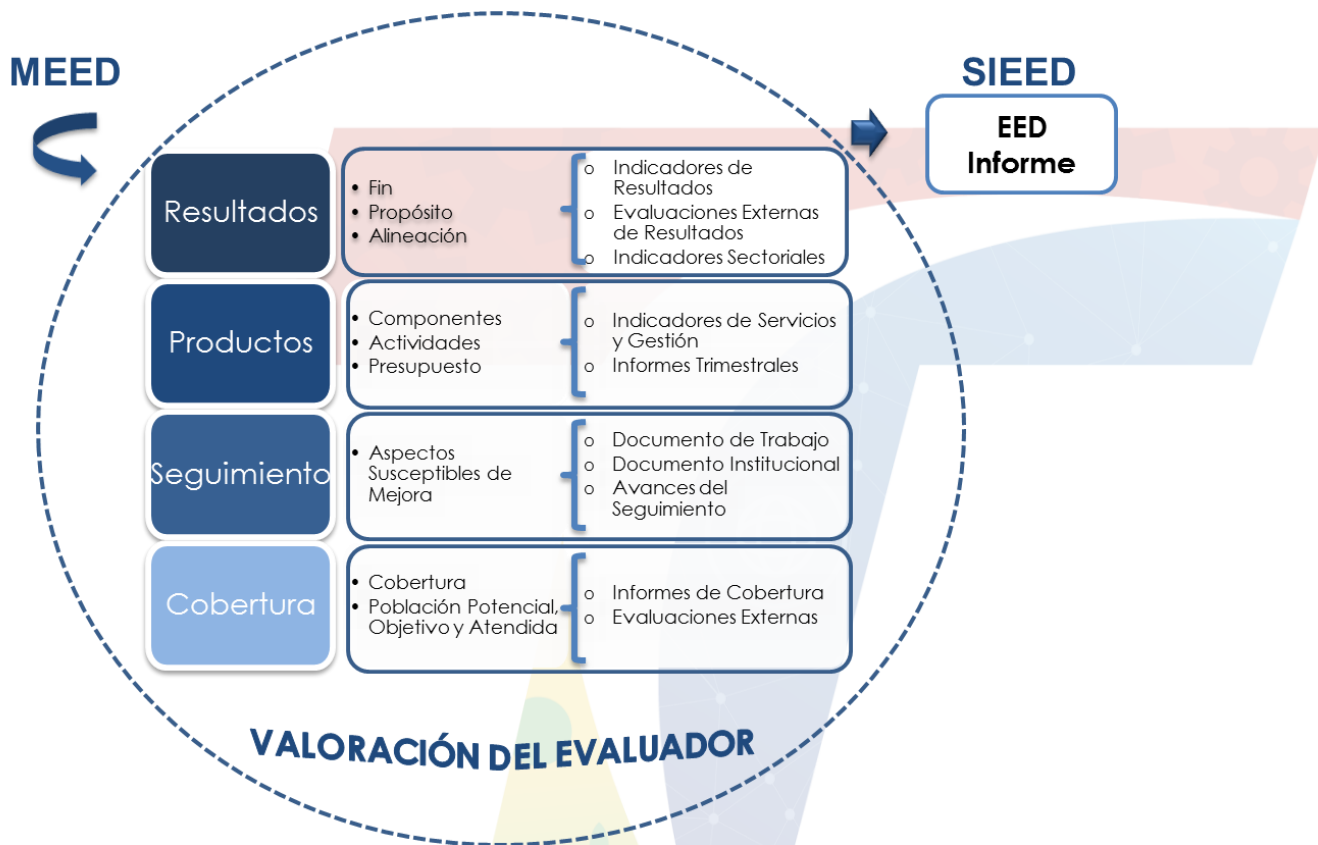 MEED
SIEED
EED
Informe
Resultados
• Fin
• Propósito
• Alineación
o Indicadores de
Resultados
o Evaluaciones Externas
de Resultados
o Indicadores Sectoriales
Productos
• Componentes
• Actividades
• Presupuesto
o Indicadores de Servicios
y Gestión
o Informes Trimestrales
Seguimiento
• Aspectos
Susceptibles de
Mejora
o Documento de Trabajo
o Documento Institucional
o Avances del
Seguimiento
Cobertura
• Cobertura
• Población Potencial,
Objetivo y Atendida
o Informes de Cobertura
o Evaluaciones Externas
VALORACIÓN DEL EVALUADOR